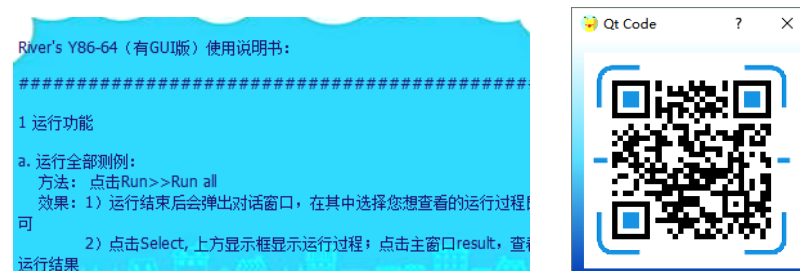 River's Y86-64（有GUI版）使用说明书：
##############################################
1 运行功能
a. 运行全部测例：
方法： 点击Run>>Run all
效果：1）运行结束后会弹出对话窗口，在其中选择您想查看的运行过程
可
2）点击Select, 上方显示框显示运行过程；点击主窗口result，查
运行结果
Qt Code